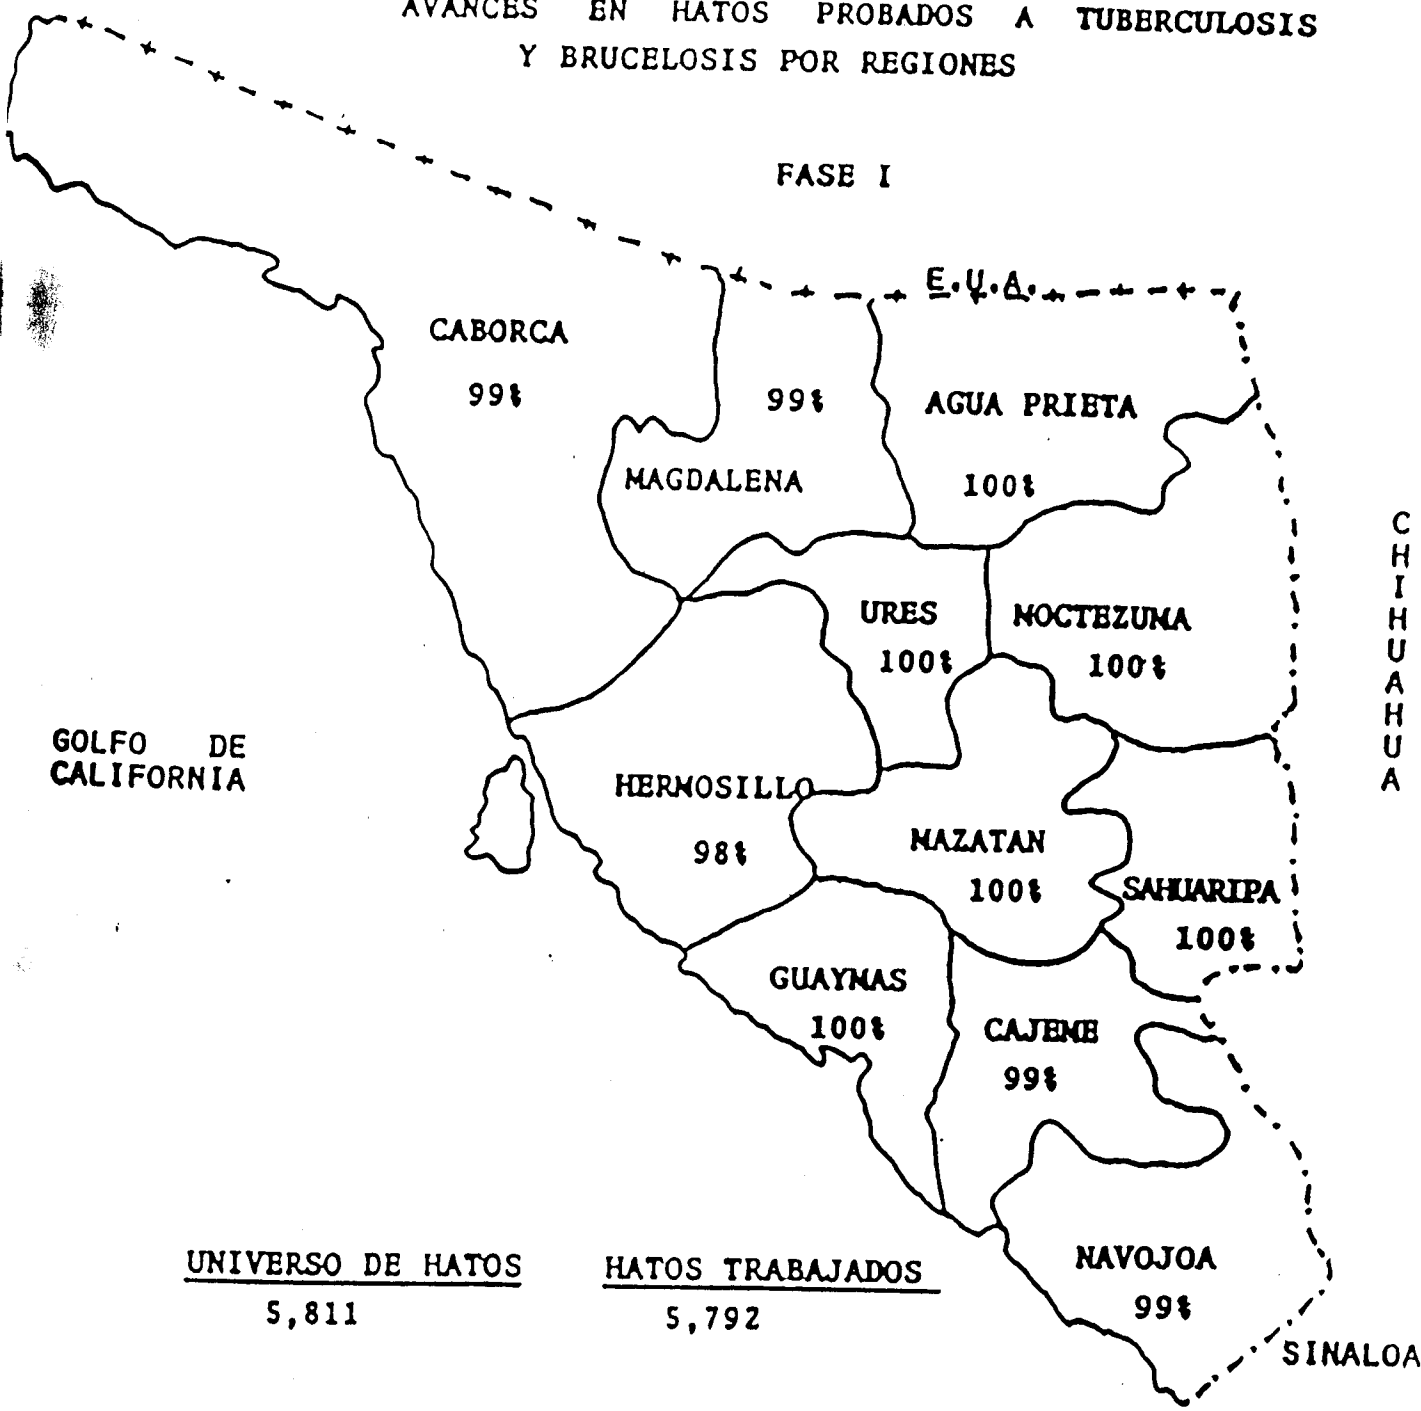 AVANCES EN HATOS PROBADOS A TUBERCULOSIS
Y BRUCELOSIS POR REGIONES
FASE I
E.U.A.
CABORCA
99%
99%
MAGDALENA
AGUA PRIETA
100%
CHIHUAHUA
URES
100%
MOCTEZUMA
100%
GOLFO DE
CALIFORNIA
HERMOSILLO
98%
MAZATAN
100%
SAHUARIPA
100%
GUAYMAS
100%
CAJEME
99%
NAVOJOA
99%
SINALOA
UNIVERSO DE HATOS HATOS TRABAJADOS
5,811 5,792